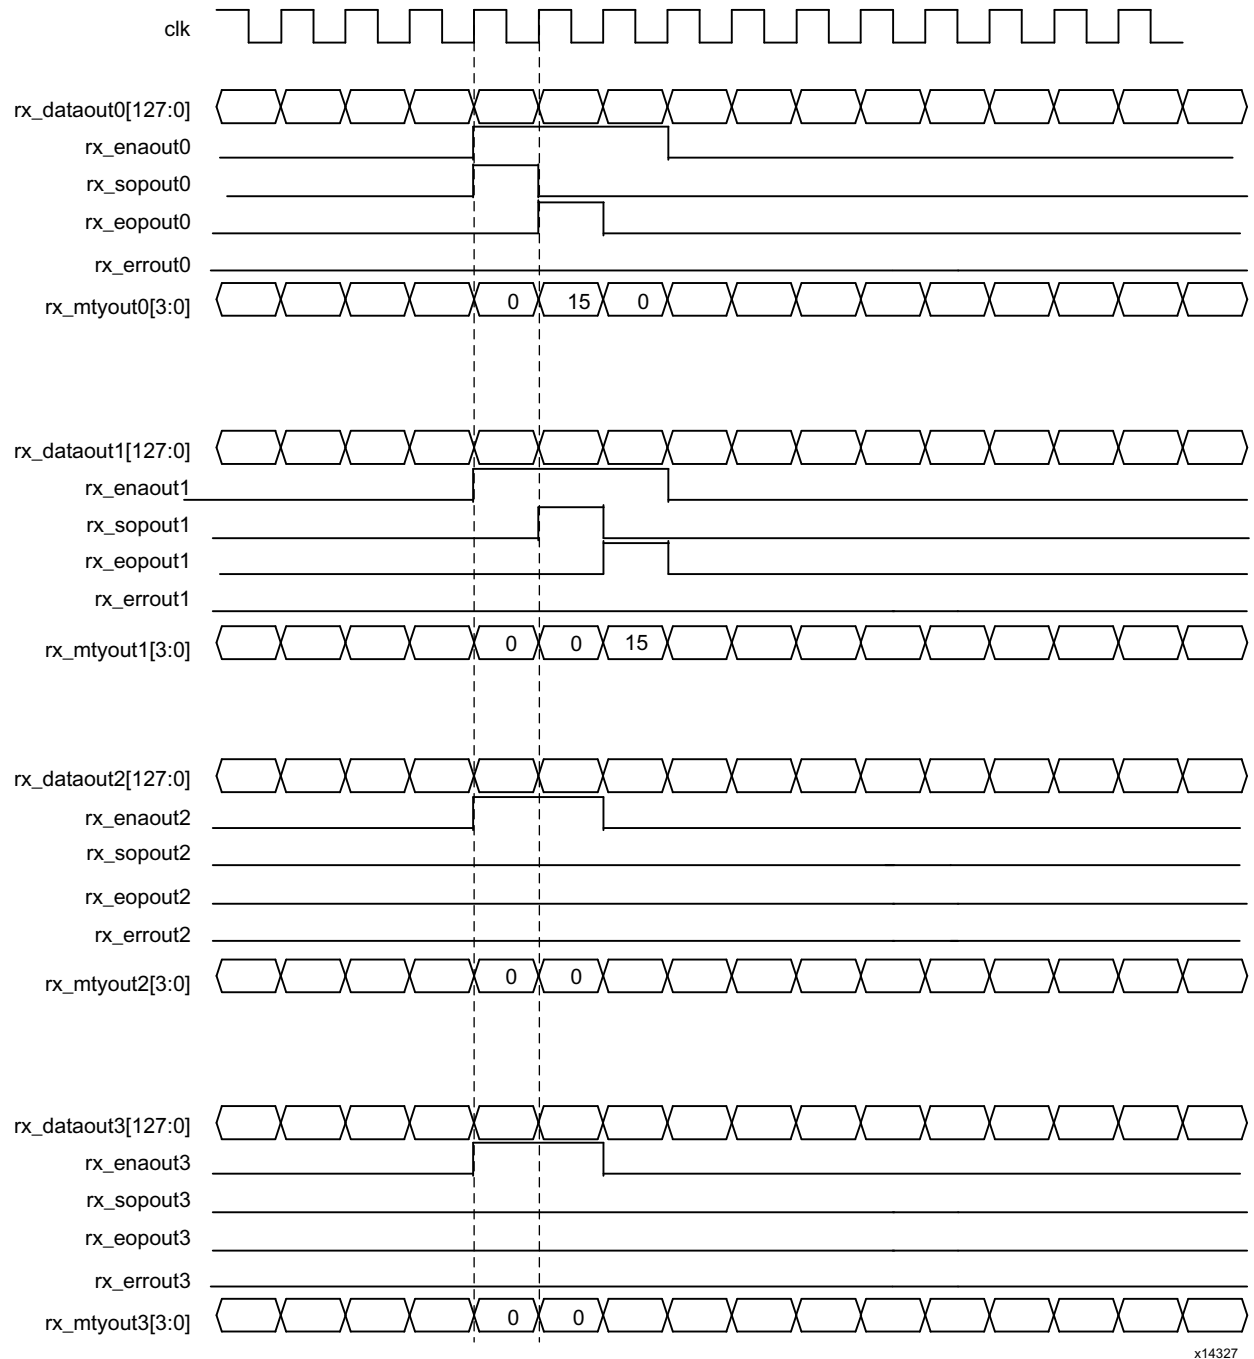 clk
rx_dataout0[127:0]
rx_enaout0
rx_sopout0
rx_eopout0
rx_errout0
rx_mtyout0[3:0] 0 15 0
rx_dataout1[127:0]
rx_enaout1
rx_sopout1
rx_eopout1
rx_errout1
rx_mtyout1[3:0] 0 0 15
rx_dataout2[127:0]
rx_enaout2
rx_sopout2
rx_eopout2
rx_errout2
rx_mtyout2[3:0] 0 0
rx_dataout3[127:0]
rx_enaout3
rx_sopout3
rx_eopout3
rx_errout3
rx_mtyout3[3:0] 0 0
x14327